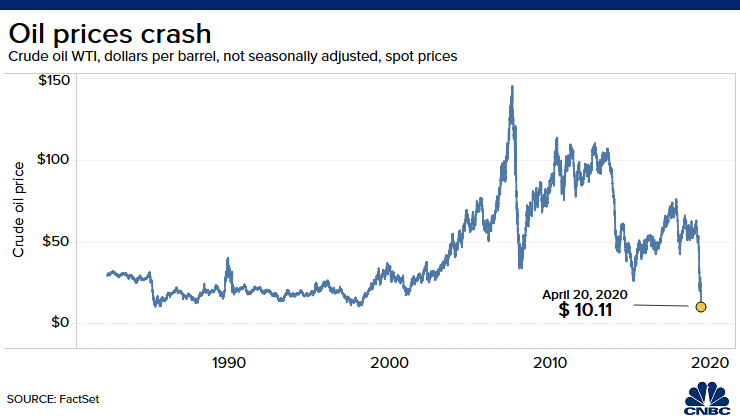 Oil prices crash
Crude oil WTI, dollars per barrel, not seasonally adjusted, spot prices
$150
$100
$50
$0
Crude oil price
April 20, 2020
$ 10.11
1990
2000
2010
2020
SOURCE: FactSet
CNBC